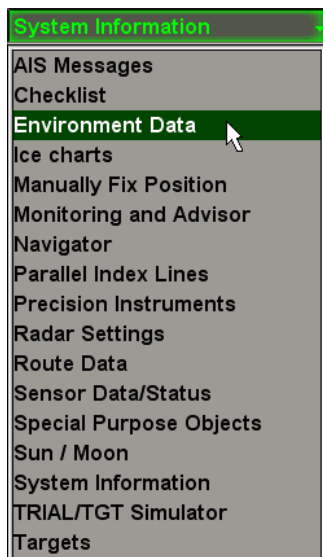 System Information
AIS Messages
Checklist
Environment Data
Ice charts
Manually Fix Position
Monitoring and Advisor
Navigator
Parallel Index Lines
Precision Instruments
Radar Settings
Route Data
Sensor Data/Status
Special Purpose Objects
Sun / Moon
System Information
TRIAL/TGT Simulator
Targets